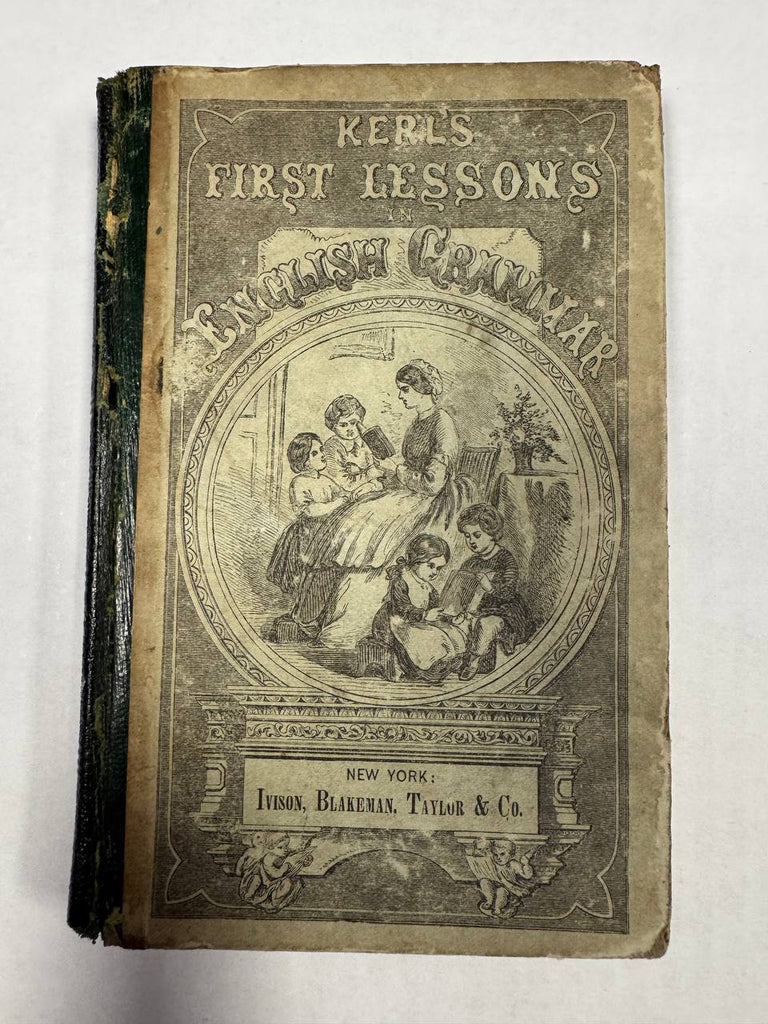 KERL'S
FIRST LESSONS
IN
ENGLISH GRAMMAR
NEW YORK:
IVISON, BLAKEMAN, TAYLOR & CO.